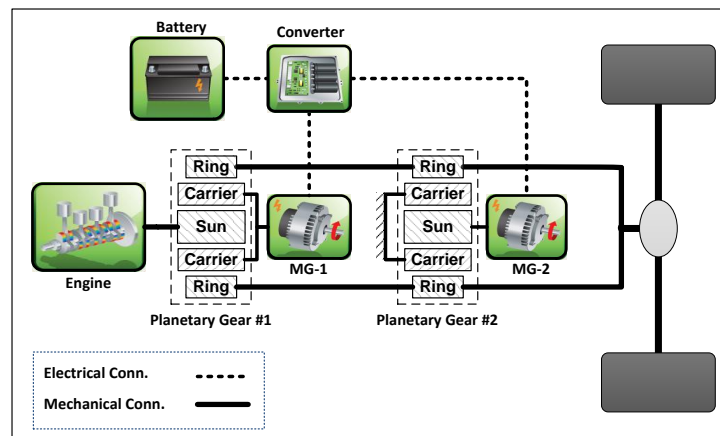 Battery
Converter
Ring
Ring
Carrier
Carrier
Sun
Sun
Carrier
Carrier
Engine
MG-1
MG-2
Ring
Ring
Planetary Gear #1
Planetary Gear #2
Electrical Conn.
Mechanical Conn.